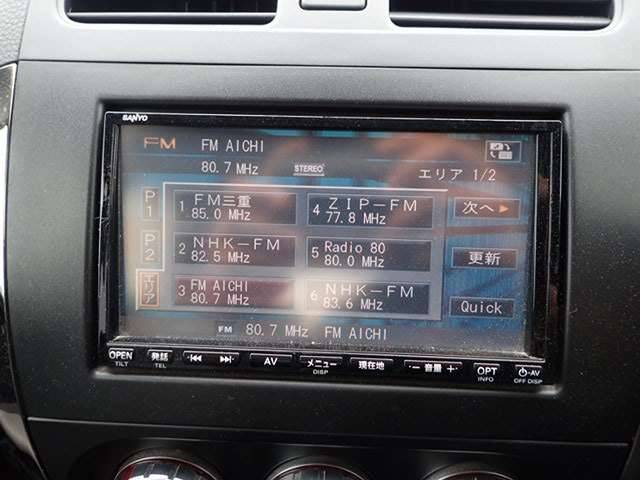 SANYO
FM FM AICHI
80.7 MHz STEREO エリア 1/2
P1
P2
エリア
1 FM三重
85.0 MHz
4 ZIP-FM
77.8 MHz
次へ ▶
2 NHK-FM
82.5 MHz
5 Radio 80
80.0 MHz
更新
3 FM AICHI
80.7 MHz
6 NHK-FM
83.6 MHz
Quick
FM 80.7 MHz FM AICHI
OPEN 発話 AV メニュー 現在地 － 音量 ＋ OPT ⏻-AV
TILT TEL DISP INFO OFF DISP